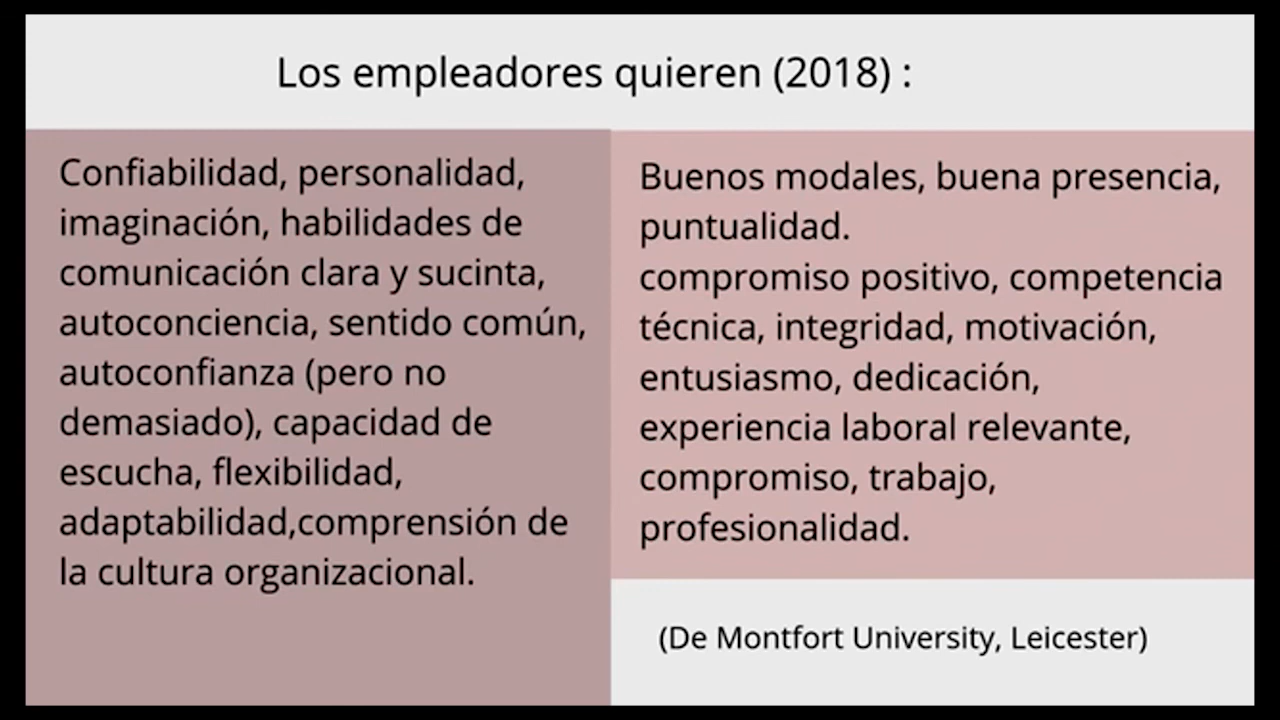 Los empleadores quieren (2018) :
Confiabilidad, personalidad,
imaginación, habilidades de
comunicación clara y sucinta,
autoconciencia, sentido común,
autoconfianza (pero no
demasiado), capacidad de
escucha, flexibilidad,
adaptabilidad,comprensión de
la cultura organizacional.
Buenos modales, buena presencia,
puntualidad.
compromiso positivo, competencia
técnica, integridad, motivación,
entusiasmo, dedicación,
experiencia laboral relevante,
compromiso, trabajo,
profesionalidad.
(De Montfort University, Leicester)